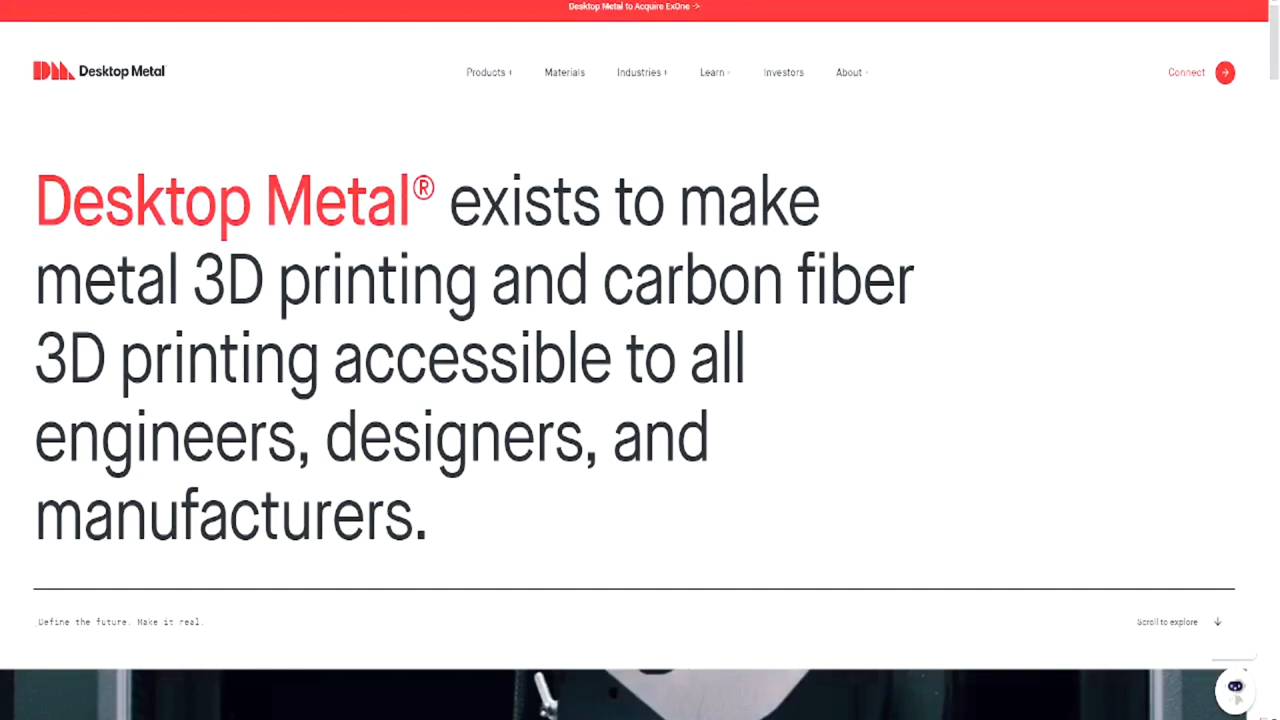 Desktop Metal to Acquire ExOne ->
Desktop Metal
Products +
Materials
Industries +
Learn +
Investors
About +
Connect
Desktop Metal® exists to make
metal 3D printing and carbon fiber
3D printing accessible to all
engineers, designers, and
manufacturers.
Define the future. Make it real.
Scroll to explore